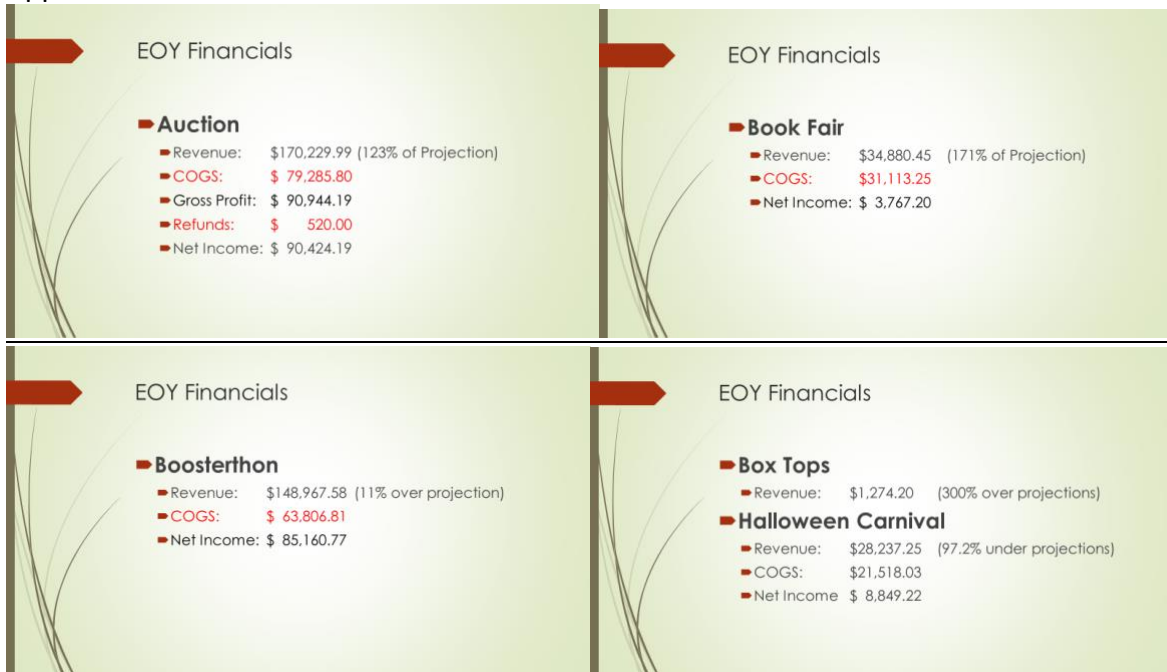 EOY Financials
Auction
Revenue: $170,229.99 (123% of Projection)
COGS: $ 79,285.80
Gross Profit: $ 90,944.19
Refunds: $ 520.00
Net Income: $ 90,424.19
EOY Financials
Book Fair
Revenue: $34,880.45 (171% of Projection)
COGS: $31,113.25
Net Income: $ 3,767.20
EOY Financials
Boosterthon
Revenue: $148,967.58 (11% over projection)
COGS: $ 63,806.81
Net Income: $ 85,160.77
EOY Financials
Box Tops
Revenue: $1,274.20 (300% over projections)
Halloween Carnival
Revenue: $28,237.25 (97.2% under projections)
COGS: $21,518.03
Net Income $ 8,849.22